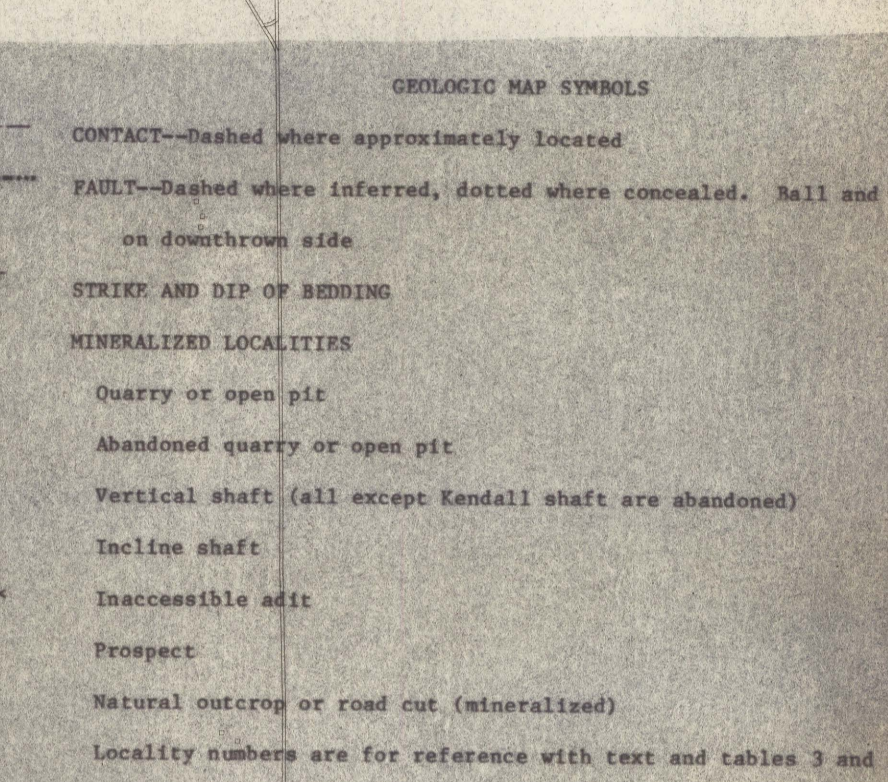 GEOLOGIC MAP SYMBOLS
CONTACT--Dashed where approximately located
FAULT--Dashed where inferred, dotted where concealed. Ball and
on downthrown side
STRIKE AND DIP OF BEDDING
MINERALIZED LOCALITIES
Quarry or open pit
Abandoned quarry or open pit
Vertical shaft (all except Kendall shaft are abandoned)
Incline shaft
Inaccessible adit
Prospect
Natural outcrop or road cut (mineralized)
Locality numbers are for reference with text and tables 3 and